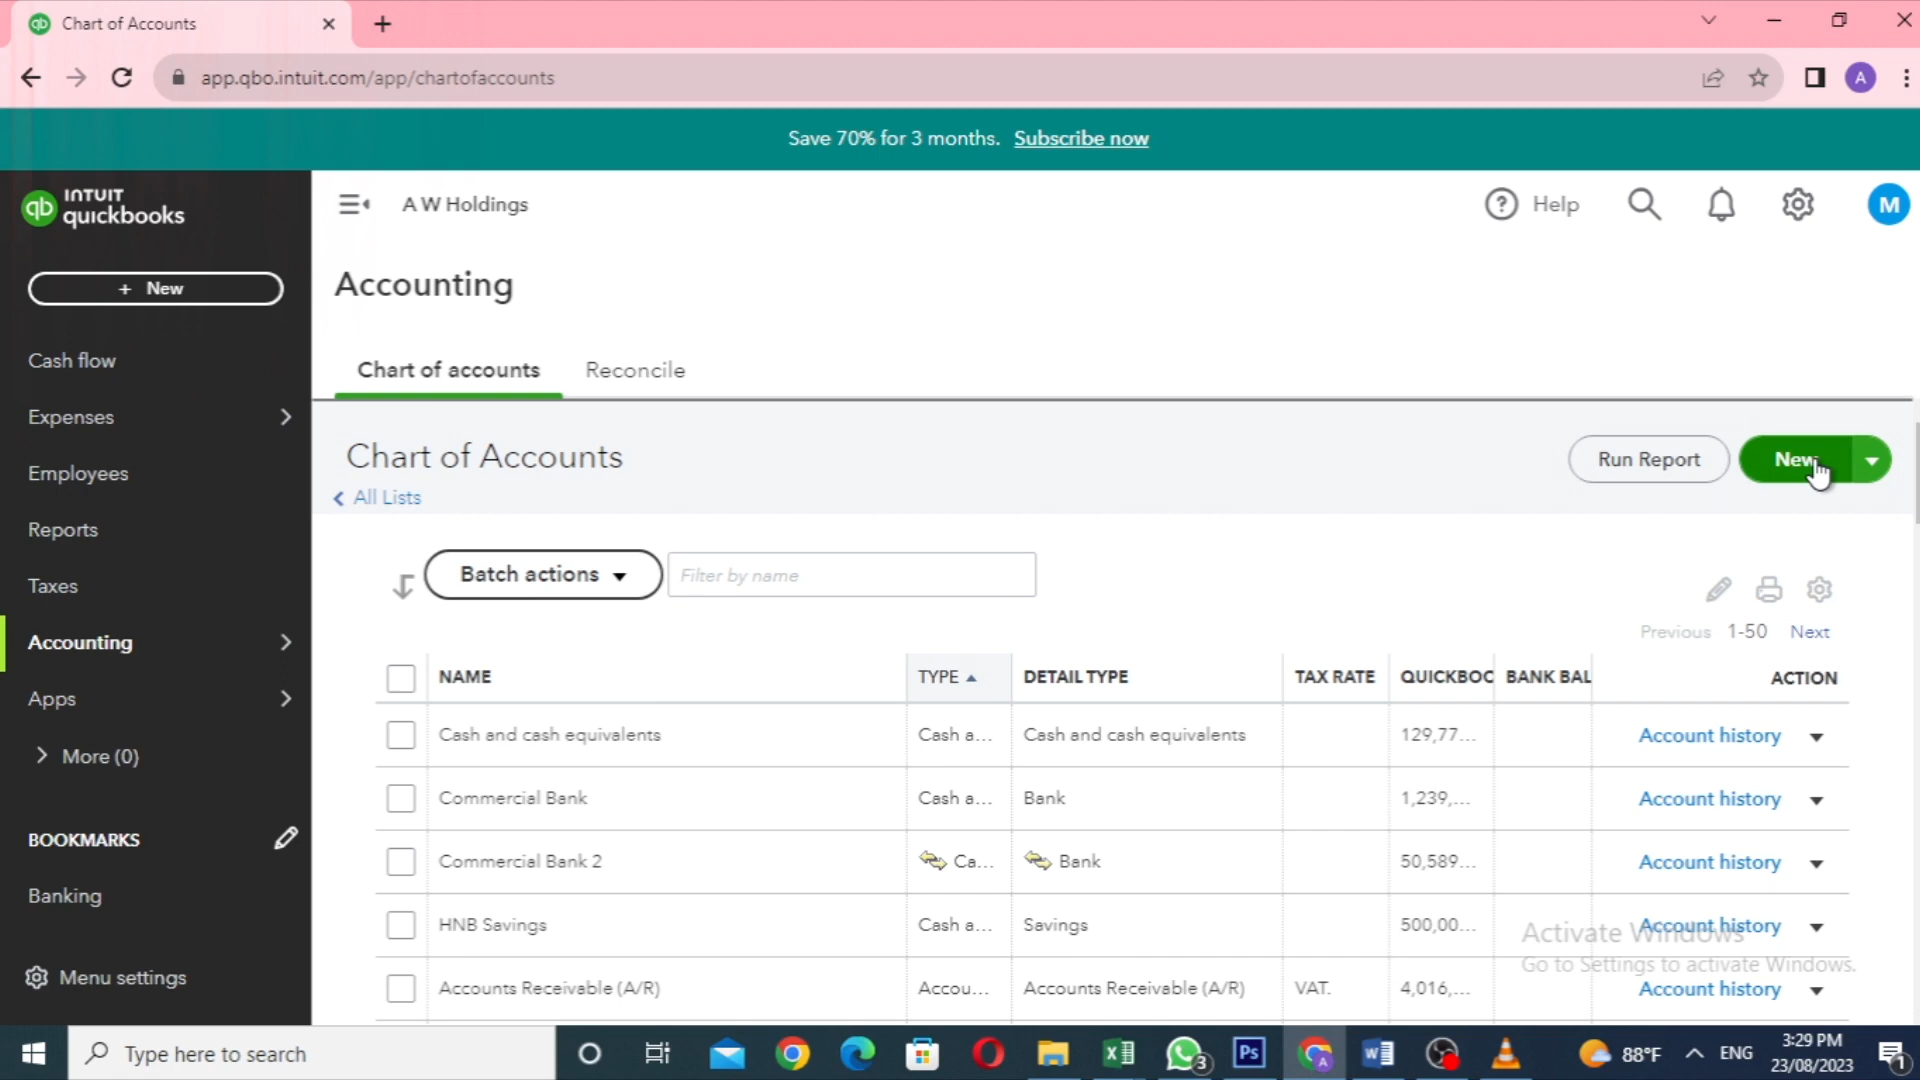 Chart of Accounts
app.qbo.intuit.com/app/chartofaccounts
A
Save 70% for 3 months. Subscribe now
qb INTUIT quickbooks
A W Holdings
Help
M
+ New
Accounting
Cash flow
Chart of accounts Reconcile
Expenses
Chart of Accounts
Run Report New
Employees
All Lists
Reports
Batch actions Filter by name
Taxes
Previous 1-50 Next
Accounting
NAME TYPE DETAIL TYPE TAX RATE QUICKBOC BANK BAL ACTION
Apps
Cash and cash equivalents Cash a... Cash and cash equivalents 129,77... Account history
More (0)
Commercial Bank Cash a... Bank 1,239,... Account history
BOOKMARKS
Commercial Bank 2 Ca... Bank 50,589... Account history
Banking
HNB Savings Cash a... Savings 500,00... Account history
Activate Windows
Go to Settings to activate Windows.
Menu settings
Accounts Receivable (A/R) Accou... Accounts Receivable (A/R) VAT. 4,016,... Account history
Type here to search
3
Ps
A
88°F ENG
3:29 PM
23/08/2023
1